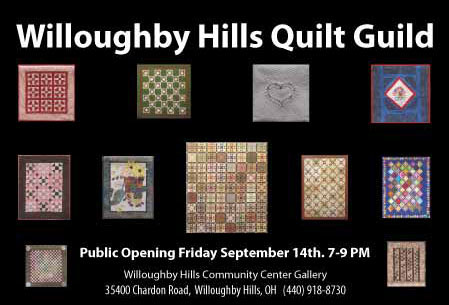 Willoughby Hills Quilt Guild
Public Opening Friday September 14th. 7-9 PM
Willoughby Hills Community Center Gallery
35400 Chardon Road, Willoughby Hills, OH (440) 918-8730